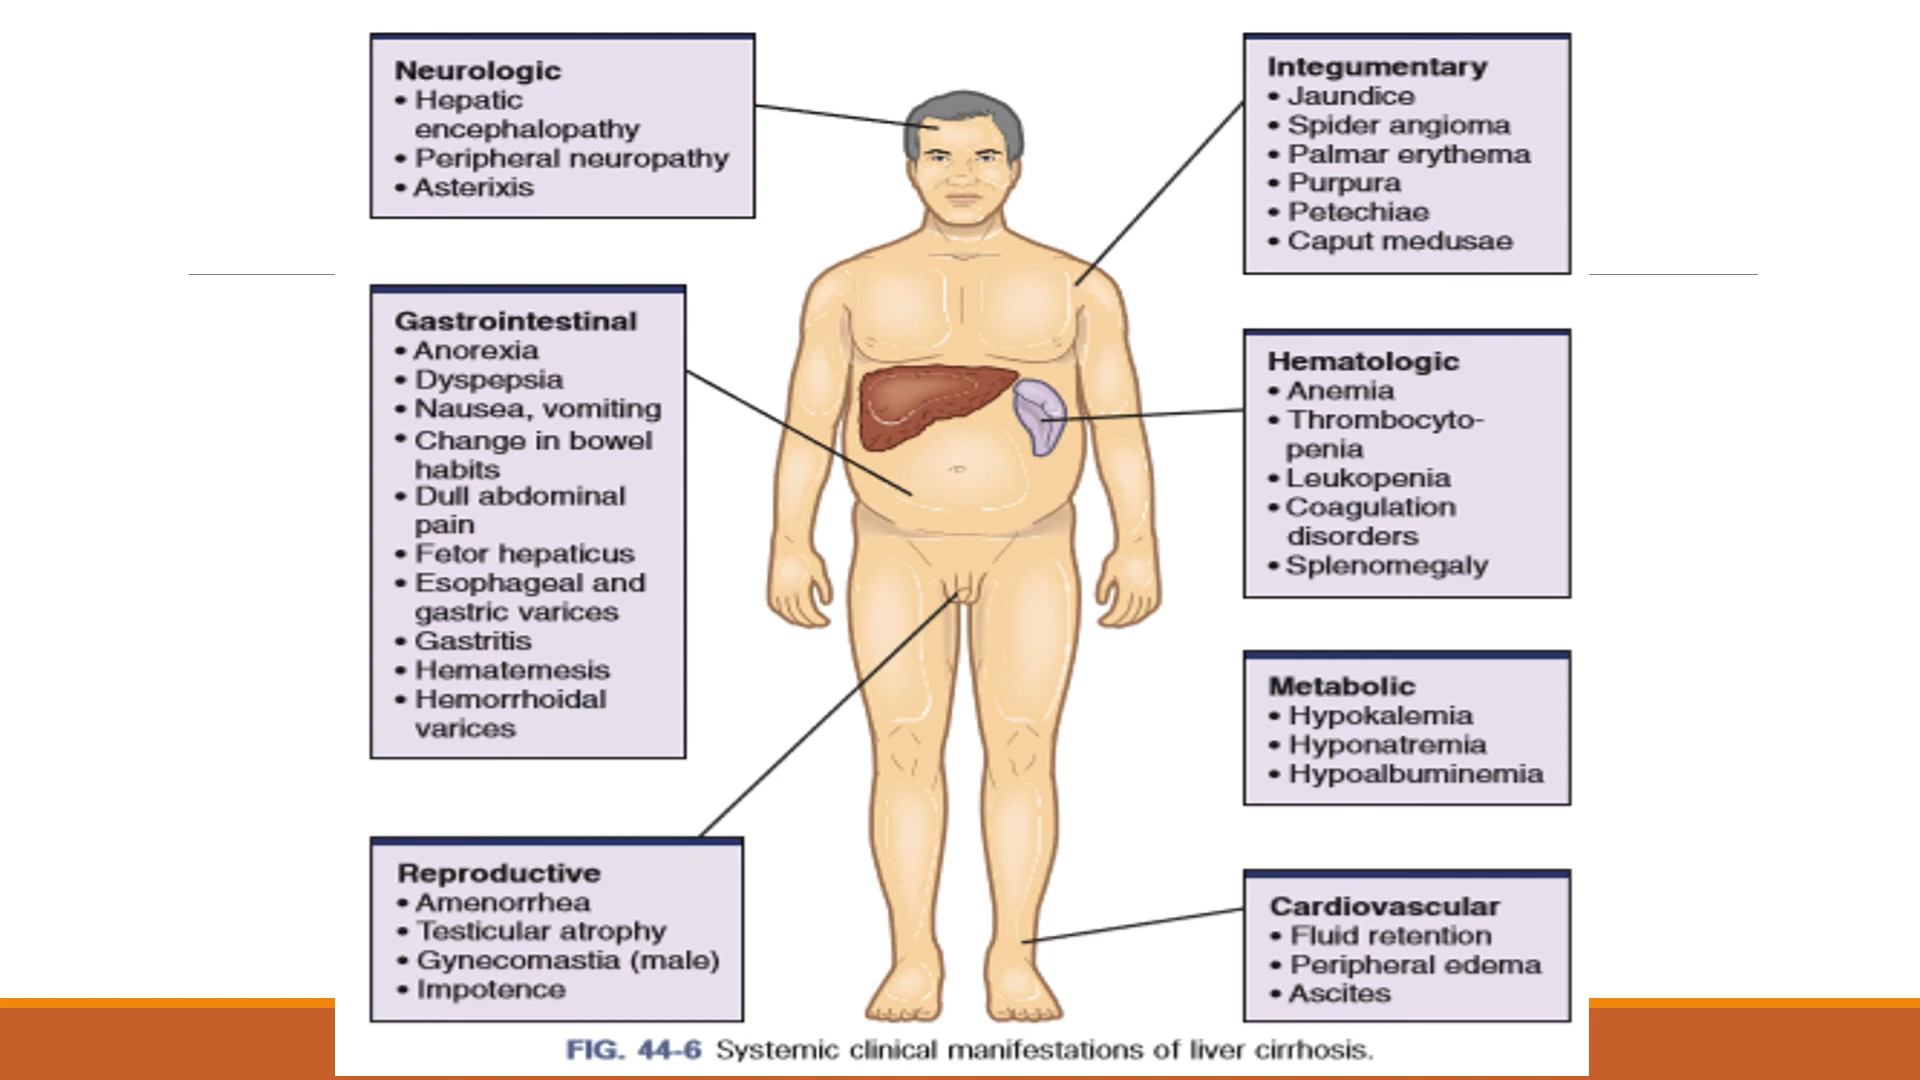 Neurologic
• Hepatic
encephalopathy
• Peripheral neuropathy
• Asterixis
Gastrointestinal
• Anorexia
• Dyspepsia
• Nausea, vomiting
• Change in bowel
habits
• Dull abdominal
pain
• Fetor hepaticus
• Esophageal and
gastric varices
• Gastritis
• Hematemesis
• Hemorrhoidal
varices
Reproductive
• Amenorrhea
• Testicular atrophy
• Gynecomastia (male)
• Impotence
Integumentary
• Jaundice
• Spider angioma
• Palmar erythema
• Purpura
• Petechiae
• Caput medusae
Hematologic
• Anemia
• Thrombocyto-
penia
• Leukopenia
• Coagulation
disorders
• Splenomegaly
Metabolic
• Hypokalemia
• Hyponatremia
• Hypoalbuminemia
Cardiovascular
• Fluid retention
• Peripheral edema
• Ascites
FIG. 44-6 Systemic clinical manifestations of liver cirrhosis.